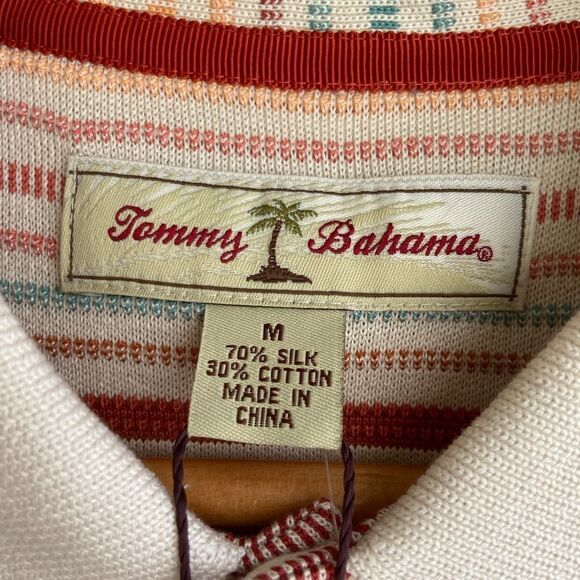 Tommy Bahama®
M
70% SILK
30% COTTON
MADE IN
CHINA